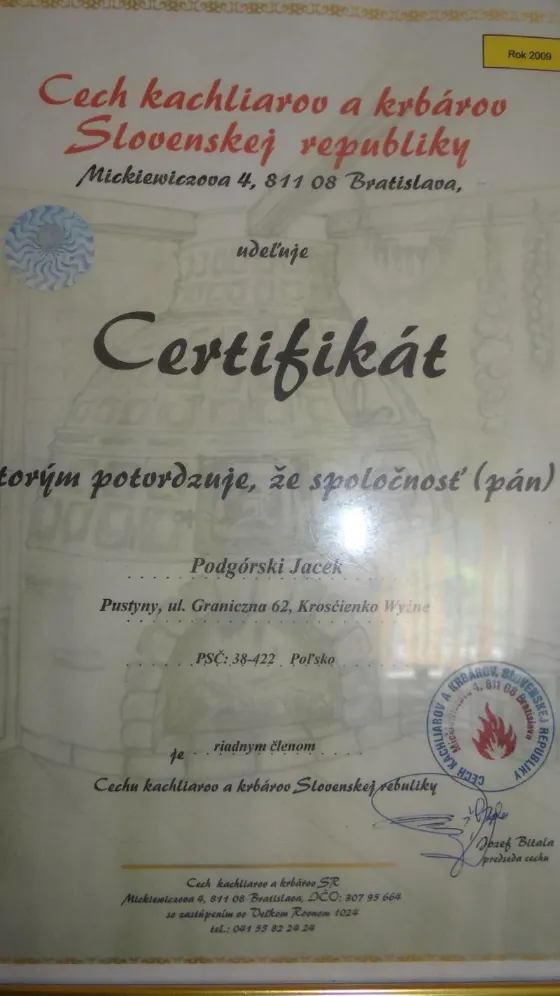 Rok 2009
Cech kachliarov a krbárov
Slovenskej republiky
Mickiewiczova 4, 811 08 Bratislava,
udeľuje
Certifikát
torým potvrdzuje, že spoločnosť (pán)
Podgórski Jacek
Pustyny, ul. Graniczna 62, Krosćienko Wyżne
PSČ: 38-422 Poľsko
je riadnym členom
Cechu kachliarov a krbárov Slovenskej rebuliky
CECH KACHLIAROV A KRBÁROV, SLOVENSKEJ REPUBLIKY
Mickiewiczova 4, 811 08 Bratislava
Jozef Bitala
predseda cechu
Cech kachliarov a krbárov SR
Mickiewiczova 4, 811 08 Bratislava, IČO: 307 95 664
so zastúpením vo Veľkom Rovnom 1024
tel.: 041 55 82 24 24